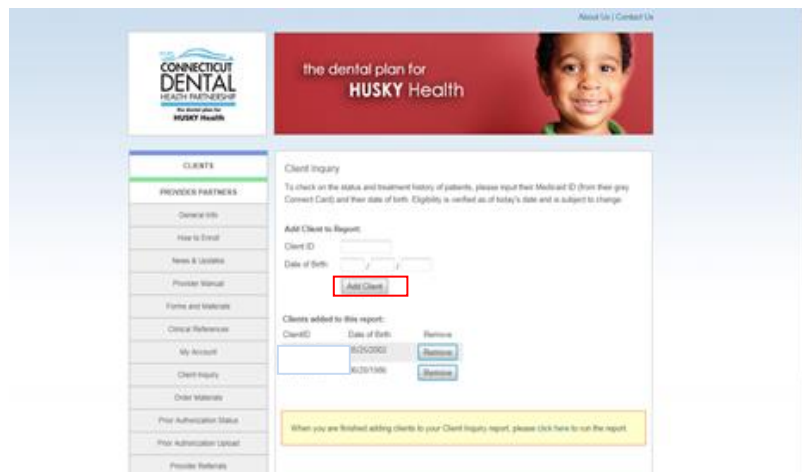 About Us | Contact Us
CONNECTICUT
DENTAL
HEALTH PARTNERSHIP
the dental plan for
HUSKY Health
the dental plan for
HUSKY Health
CLIENTS
PROVIDER PARTNERS
General Info
How to Enroll
News & Updates
Provider Manual
Forms and Materials
Clinical References
My Account
Client Inquiry
Order Materials
Prior Authorization Status
Prior Authorization Upload
Provider Referrals
Client Inquiry
To check on the status and treatment history of patients, please input their Medicaid ID (from their grey
Connect Card) and their date of birth. Eligibility is verified as of today's date and is subject to change.
Add Client to Report:
Client ID
Date of Birth / /
Add Client
Clients added to this report:
ClientID Date of Birth Remove
Remove
Remove
When you are finished adding clients to your Client Inquiry report, please click here to run the report.